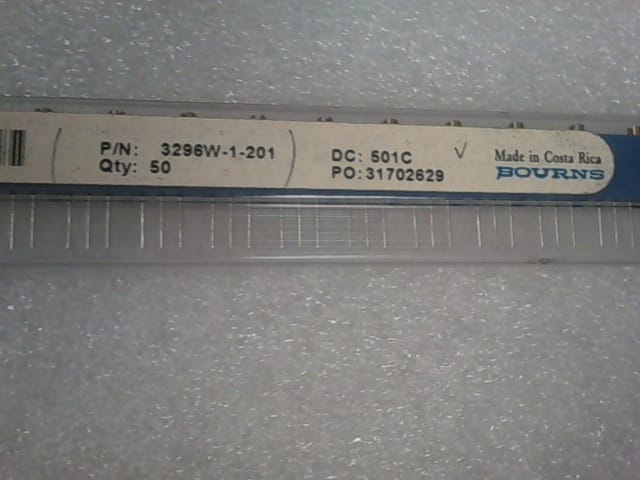 P/N: 3296W-1-201
Qty: 50
DC: 501C
PO:31702629
Made in Costa Rica
BOURNS